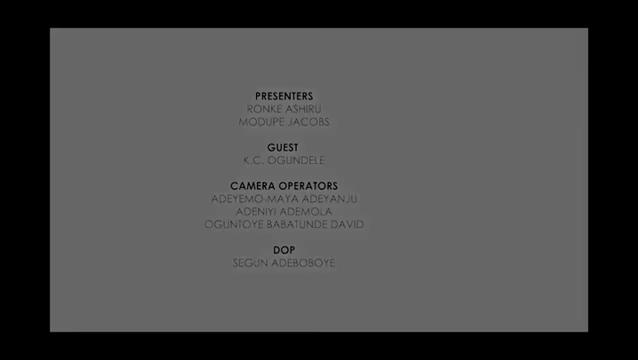 PRESENTERS
RONKE ASHIRU
MODUPE JACOBS
GUEST
K.C. OGUNDELE
CAMERA OPERATORS
ADEYEMO-MAYA ADEYANJU
ADENIYI ADEMOLA
OGUNTOYE BABATUNDE DAVID
DOP
SEGUN ADEBOBOYE